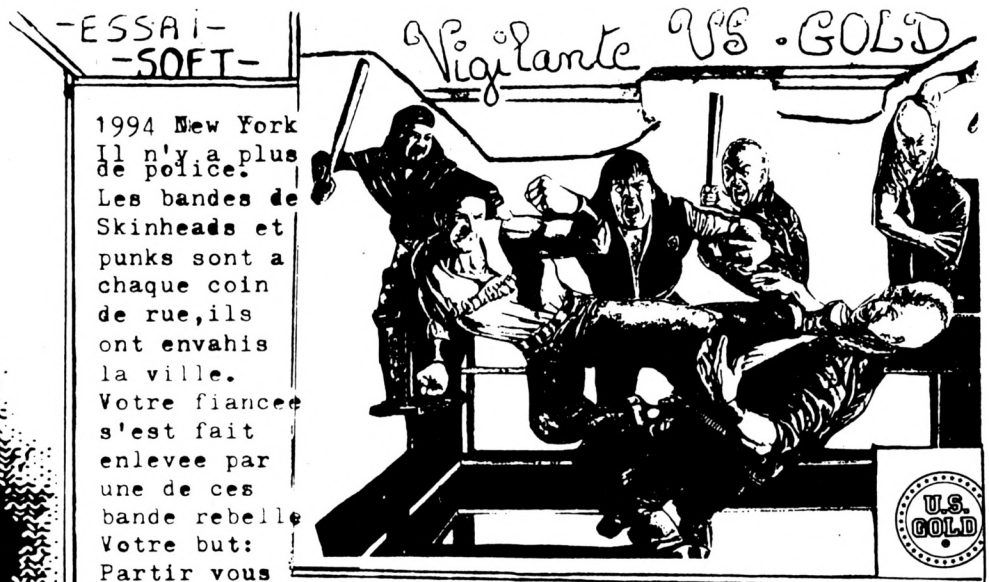 -ESSAI-
-SOFT-
Vigilante US.GOLD
1994 New York
Il n'y a plus
de police.
Les bandes de
Skinheads et
punks sont a
chaque coin
de rue,ils
ont envahis
la ville.
Votre fiancee
s'est fait
enlevee par
une de ces
bande rebelle
Votre but:
Partir vous
U.S.
GOLD